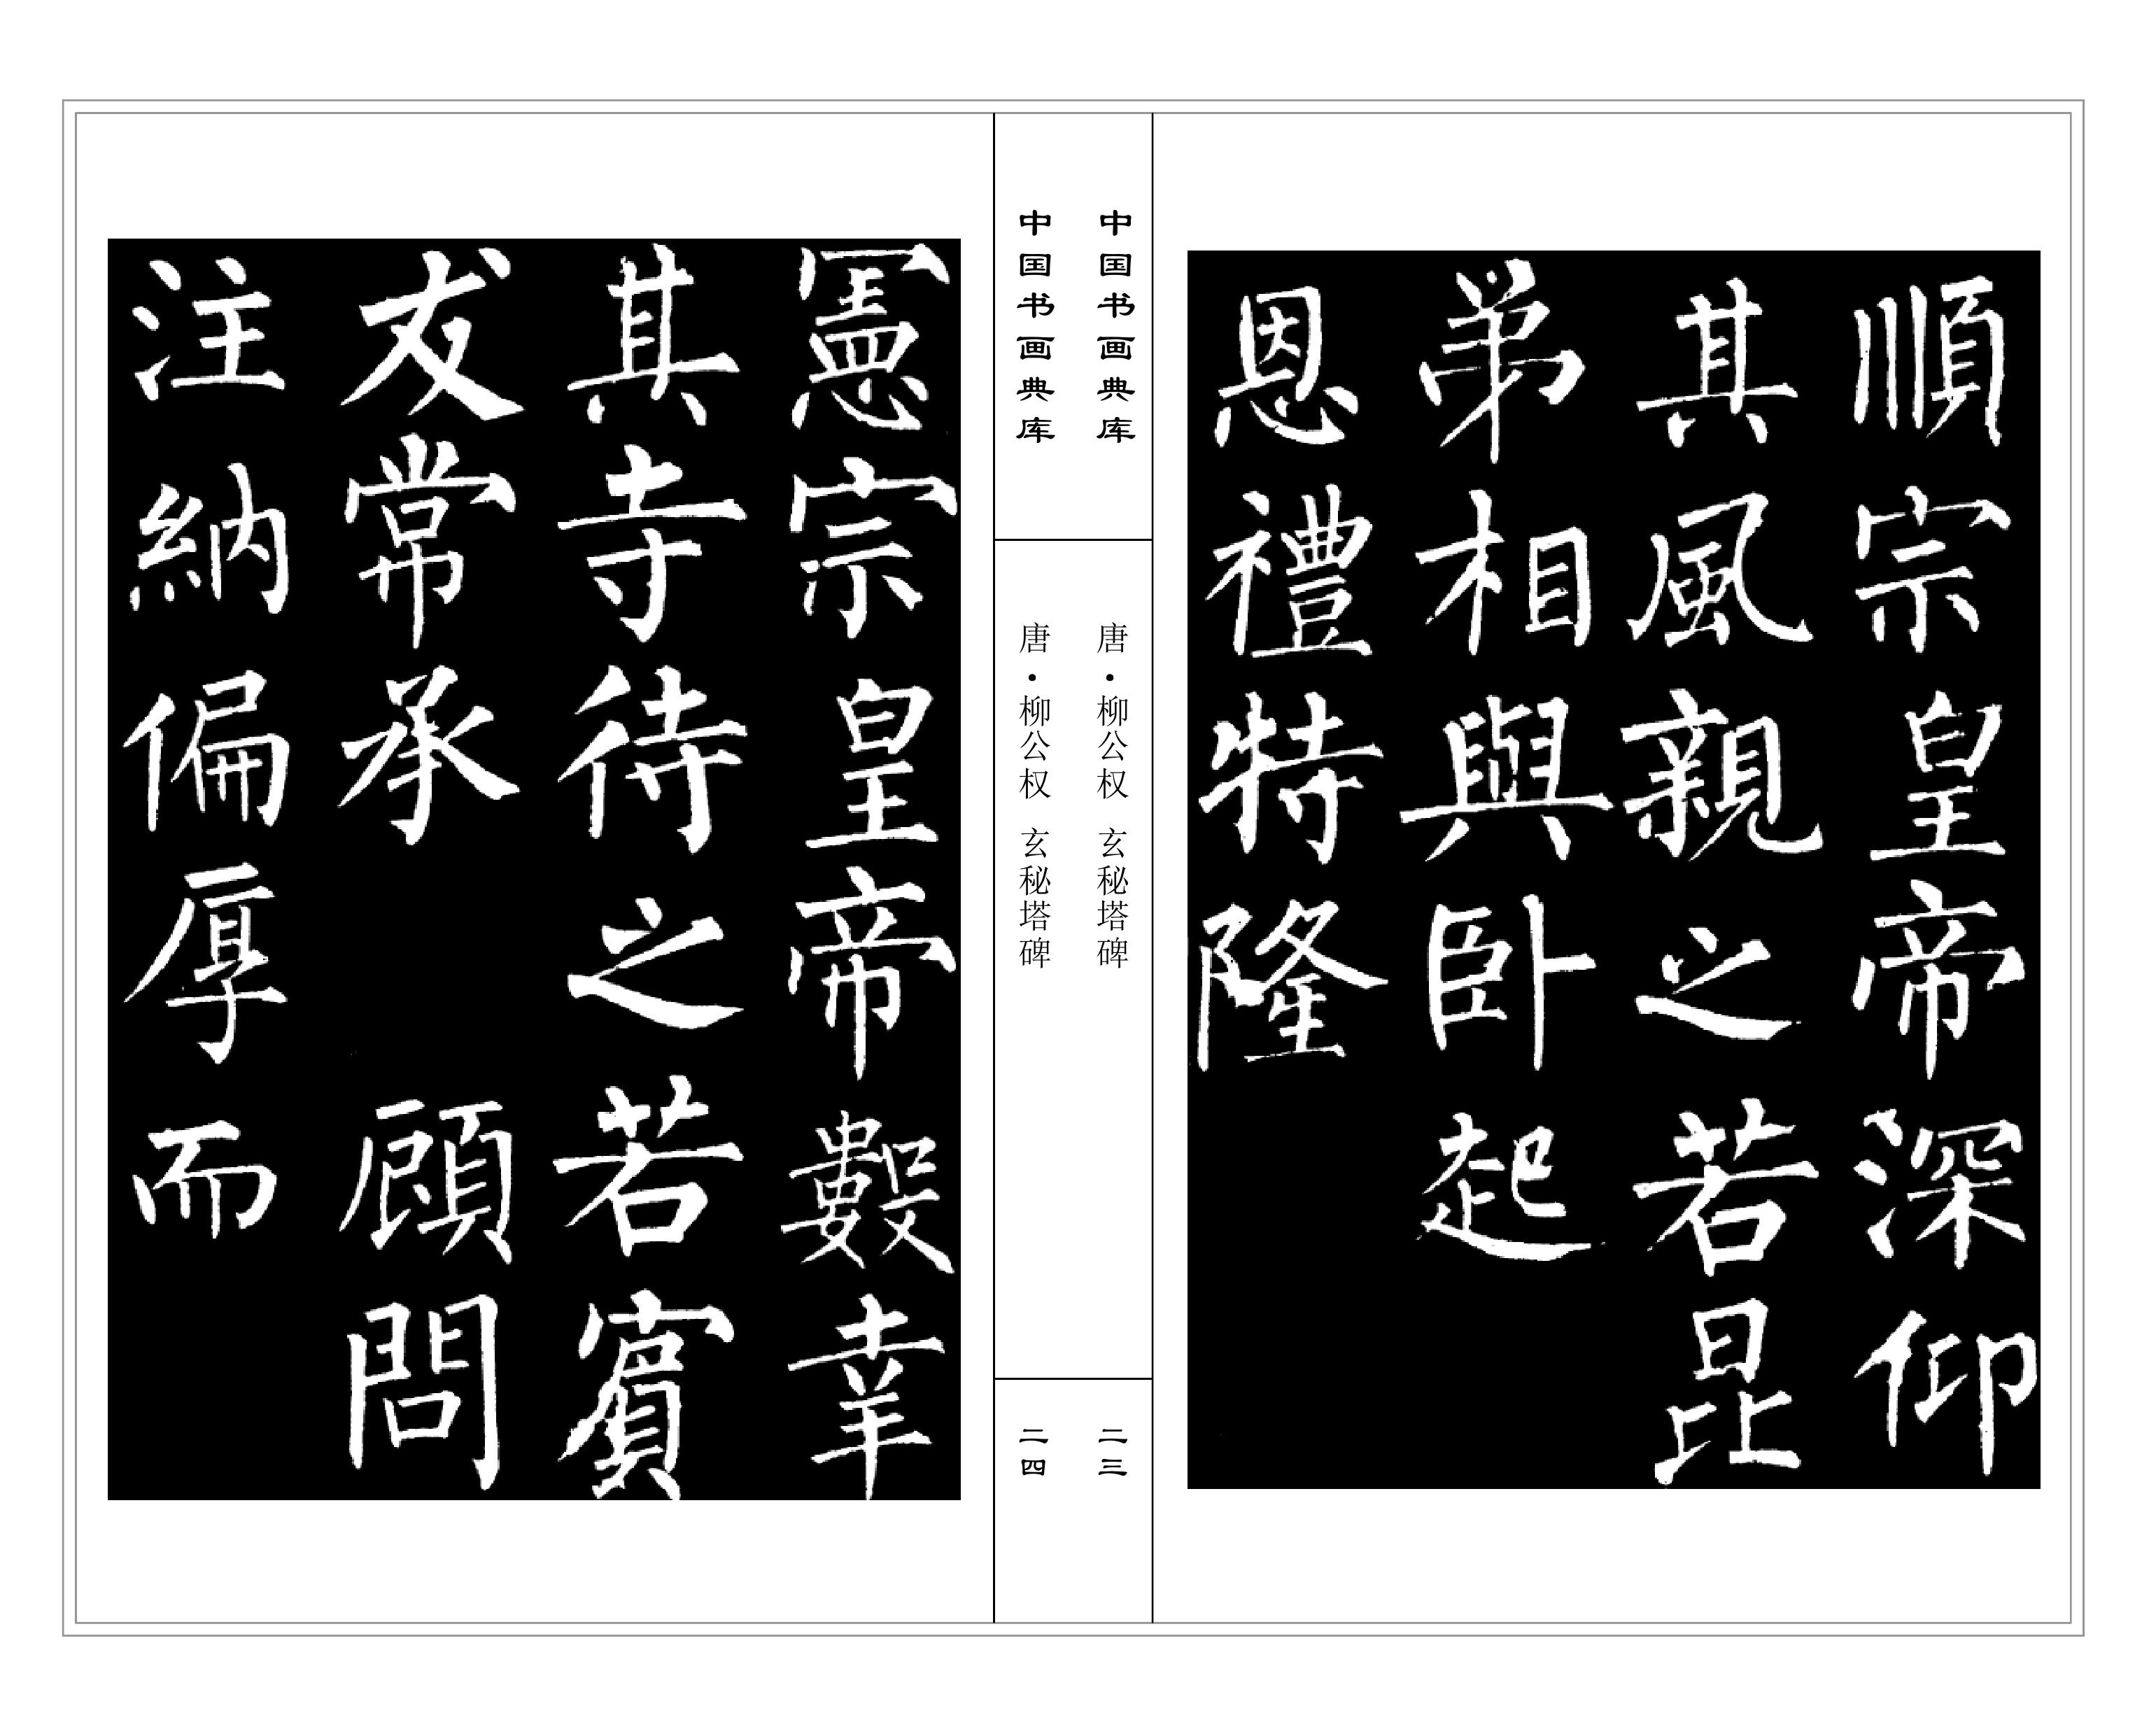 順宗皇帝深仰
其風親之若昆
弟相與卧起
恩禮特隆
中国书画典库
唐·柳公权 玄秘塔碑
二三
中国书画典库
唐·柳公权 玄秘塔碑
二四
憲宗皇帝數幸
其寺待之若賓
友常承 顧問
注納偏厚而